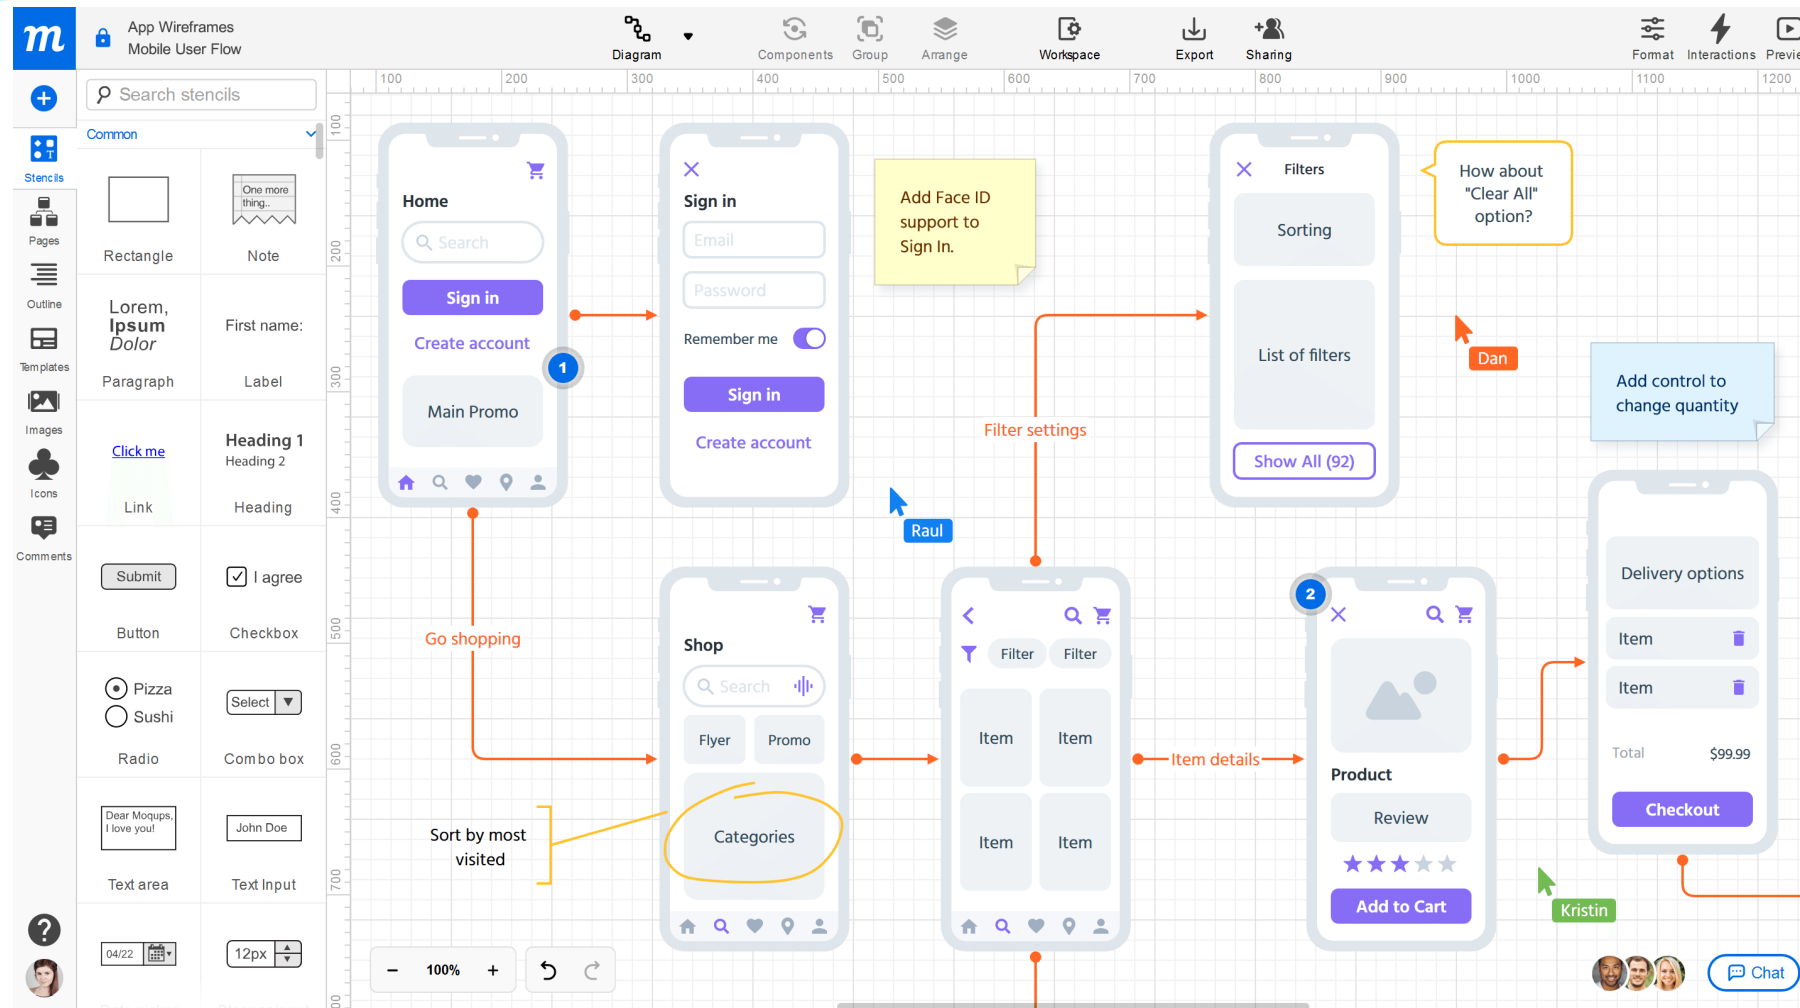 m
App Wireframes
Mobile User Flow
Diagram
Components
Group
Arrange
Workspace
Export
Sharing
Format
Interactions
Previe
Search stencils
Common
Stencils
Pages
Outline
Templates
Images
Icons
Comments
Rectangle
One more
thing..
Note
Lorem,
Ipsum
Dolor
Paragraph
First name:
Label
Click me
Link
Heading 1
Heading 2
Heading
Submit
Button
I agree
Checkbox
Pizza
Sushi
Radio
Select
Combo box
Dear Moqups,
I love you!
Text area
John Doe
Text Input
04/22
12px
100 200 300 400 500 600 700 800 900 1000 1100 1200
100
200
300
400
500
600
700
Home
Search
Sign in
Create account
1
Main Promo
Sign in
Email
Password
Remember me
Sign in
Create account
Add Face ID
support to
Sign In.
Filters
Sorting
List of filters
Show All (92)
How about
"Clear All"
option?
Dan
Add control to
change quantity
Filter settings
Raul
Go shopping
Shop
Search
Flyer
Promo
Categories
Sort by most
visited
Filter
Filter
Item
Item
Item
Item
Item details
2
Product
Review
Add to Cart
Delivery options
Item
Item
Total
$99.99
Checkout
Kristin
100%
Chat